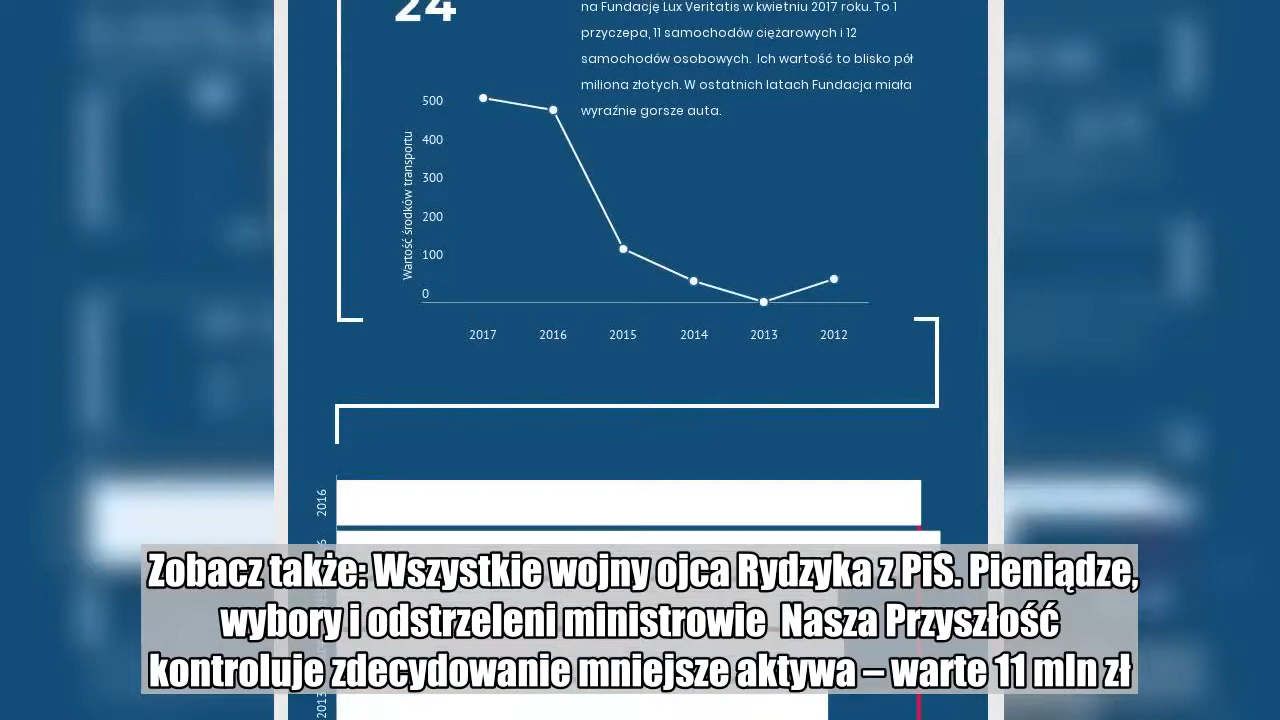 24
na Fundację Lux Veritatis w kwietniu 2017 roku. To 1
przyczepa, 11 samochodów ciężarowych i 12
samochodów osobowych. Ich wartość to blisko pół
miliona złotych. W ostatnich latach Fundacja miała
wyraźnie gorsze auta.
Wartość środków transportu
500
400
300
200
100
0
2017 2016 2015 2014 2013 2012
2016
Zobacz także: Wszystkie wojny ojca Rydzyka z PiS. Pieniądze,
wybory i odstrzeleni ministrowie Nasza Przyszłość
kontroluje zdecydowanie mniejsze aktywa – warte 11 mln zł
2013